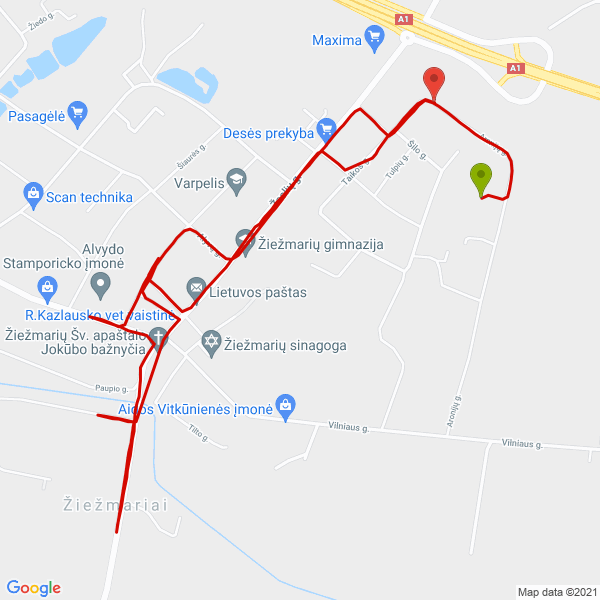 Žiedo g.
A1
Maxima
A1
Pasagėlė
Desės prekyba
Šilo g.
Šiaurės g.
Taikos g.
Tulpių g.
Varpelis
Scan technika
Žaslių g.
Žiežmarių gimnazija
Alvydo
Stamporicko įmonė
Lietuvos paštas
R.Kazlausko vet vaistinė
Žiežmarių Šv. apaštalo
Jokūbo bažnyčia
Žiežmarių sinagoga
Paupio g.
Aidos Vitkūnienės įmonė
Tilto g.
Vilniaus g.
Aronijų g.
Vilniaus g.
Žiežmariai
Google
Map data ©2021